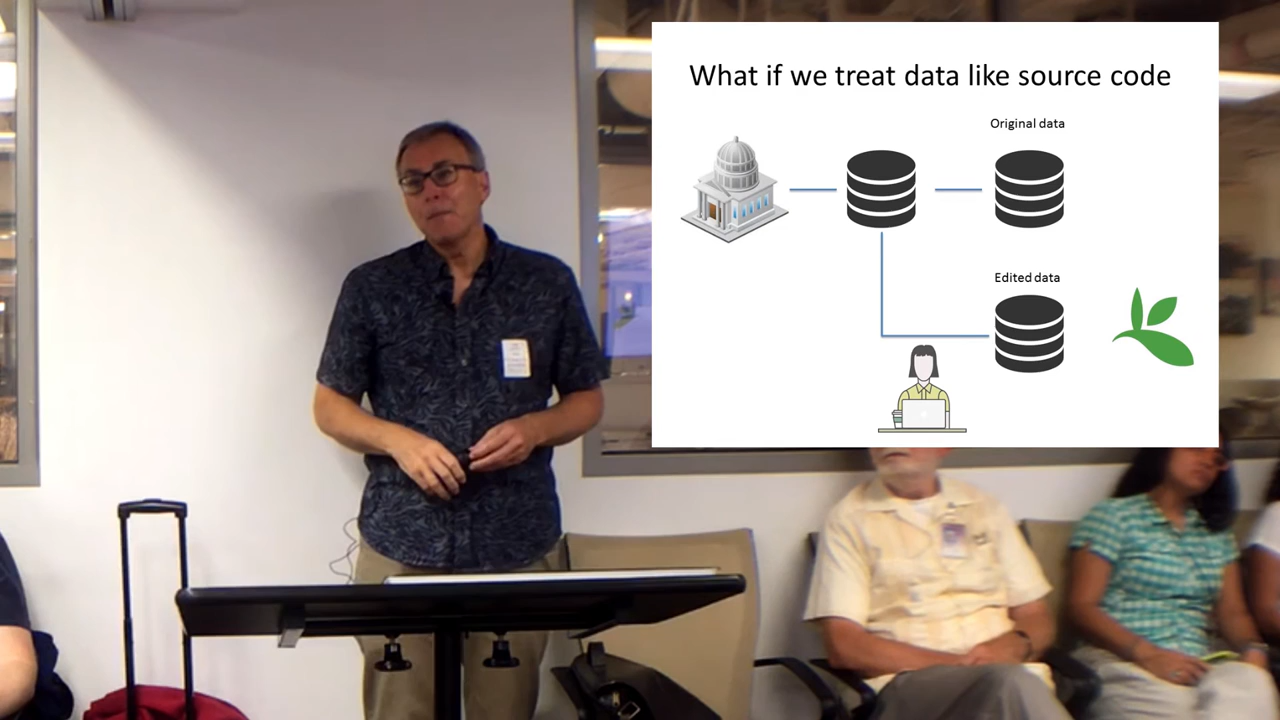 What if we treat data like source code
Original data
Edited data